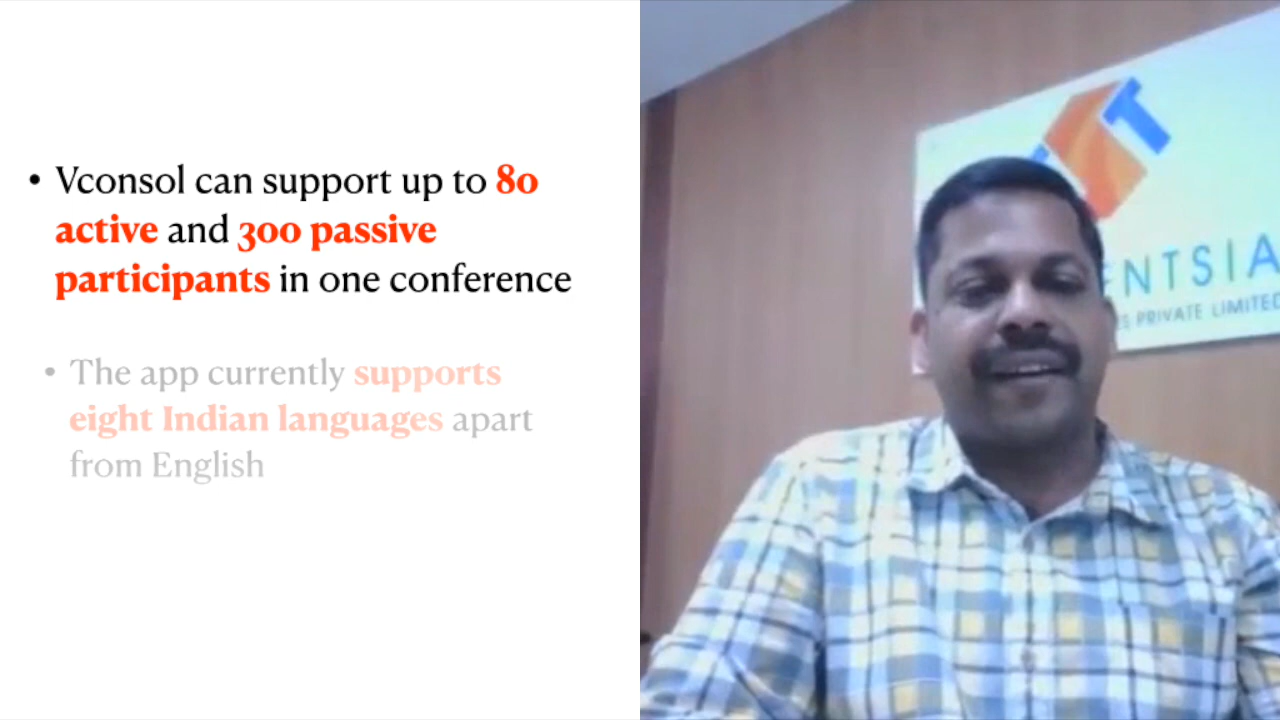 • Vconsol can support up to 80
active and 300 passive
participants in one conference
• The app currently supports
eight Indian languages apart
from English
T
ENTSIA
PRIVATE LIMITED